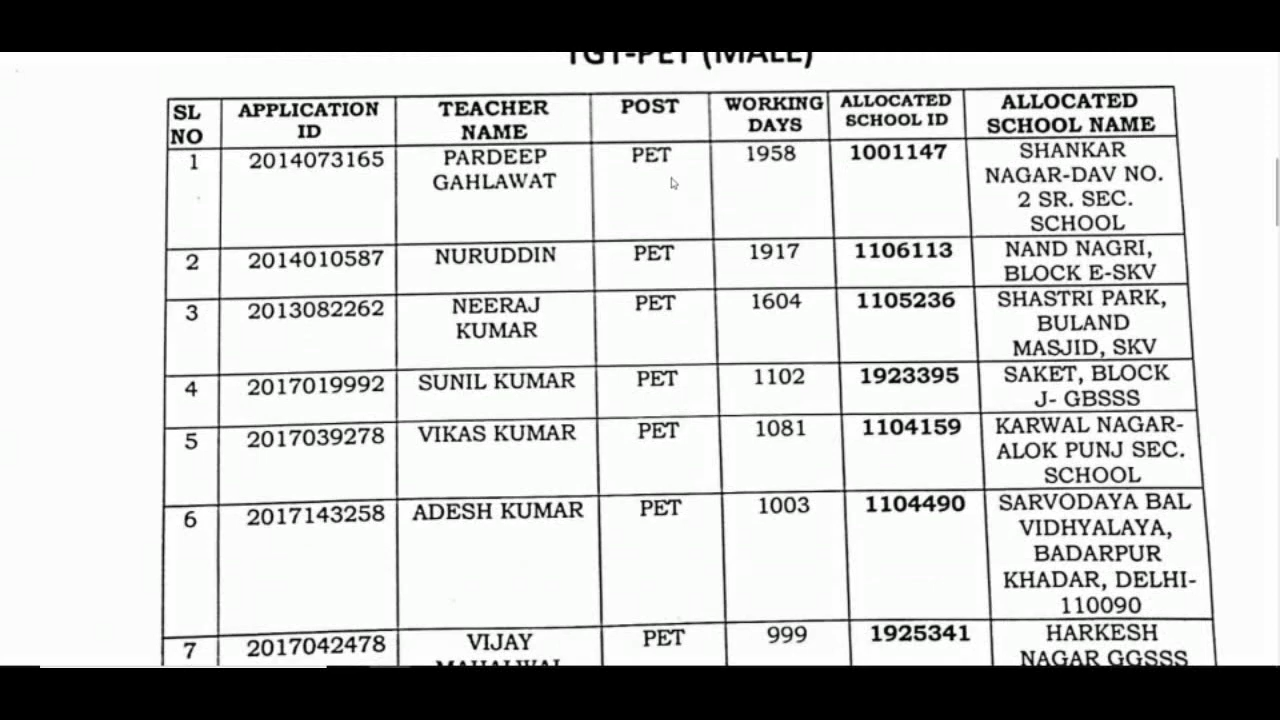 TGT-PET (MALE)
SL NO APPLICATION ID TEACHER NAME POST WORKING DAYS ALLOCATED SCHOOL ID ALLOCATED SCHOOL NAME
1 2014073165 PARDEEP GAHLAWAT PET 1958 1001147 SHANKAR NAGAR-DAV NO. 2 SR. SEC. SCHOOL
2 2014010587 NURUDDIN PET 1917 1106113 NAND NAGRI, BLOCK E-SKV
3 2013082262 NEERAJ KUMAR PET 1604 1105236 SHASTRI PARK, BULAND MASJID, SKV
4 2017019992 SUNIL KUMAR PET 1102 1923395 SAKET, BLOCK J- GBSSS
5 2017039278 VIKAS KUMAR PET 1081 1104159 KARWAL NAGAR- ALOK PUNJ SEC. SCHOOL
6 2017143258 ADESH KUMAR PET 1003 1104490 SARVODAYA BAL VIDHYALAYA, BADARPUR KHADAR, DELHI- 110090
7 2017042478 VIJAY PET 999 1925341 HARKESH NAGAR GGSSS